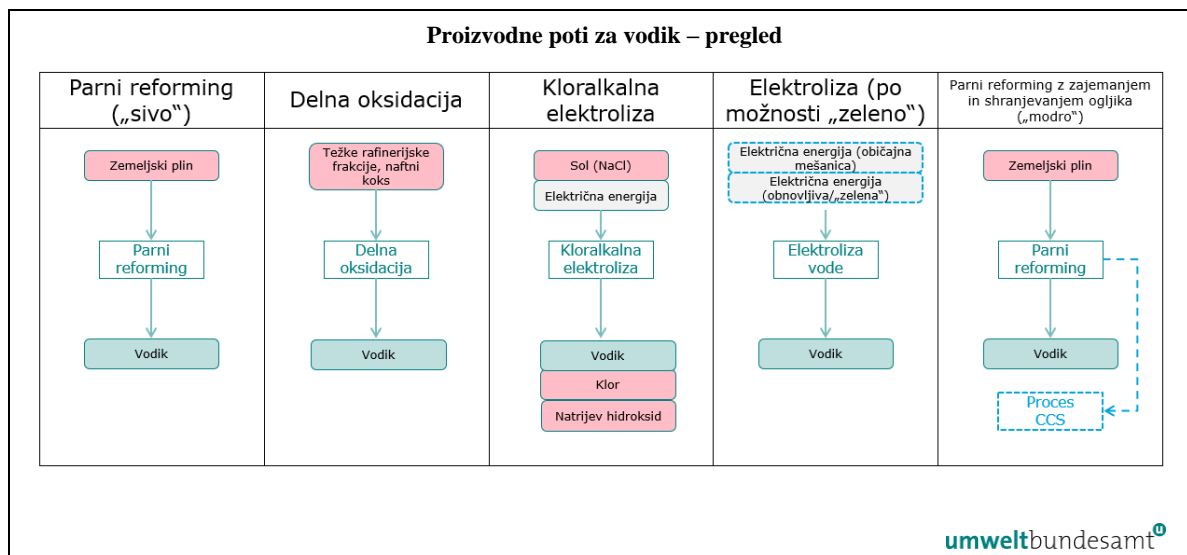 Proizvodne poti za vodik – pregled
Parni reforming
(„sivo“)
Zemeljski plin
Parni
reforming
Vodik
Delna oksidacija
Težke rafinerijske
frakcije, naftni
koks
Delna
oksidacija
Vodik
Kloralkalna
elektroliza
Sol (NaCl)
Električna energija
Kloralkalna
elektroliza
Vodik
Klor
Natrijev hidroksid
Elektroliza (po
možnosti „zeleno“)
Električna energija (običajna
mešanica)
Električna energija
(obnovljiva/„zelena“)
Elektroliza
vode
Vodik
Parni reforming z zajemanjem
in shranjevanjem ogljika
(„modro“)
Zemeljski plin
Parni
reforming
Vodik
Proces
CCS
umweltbundesamt u